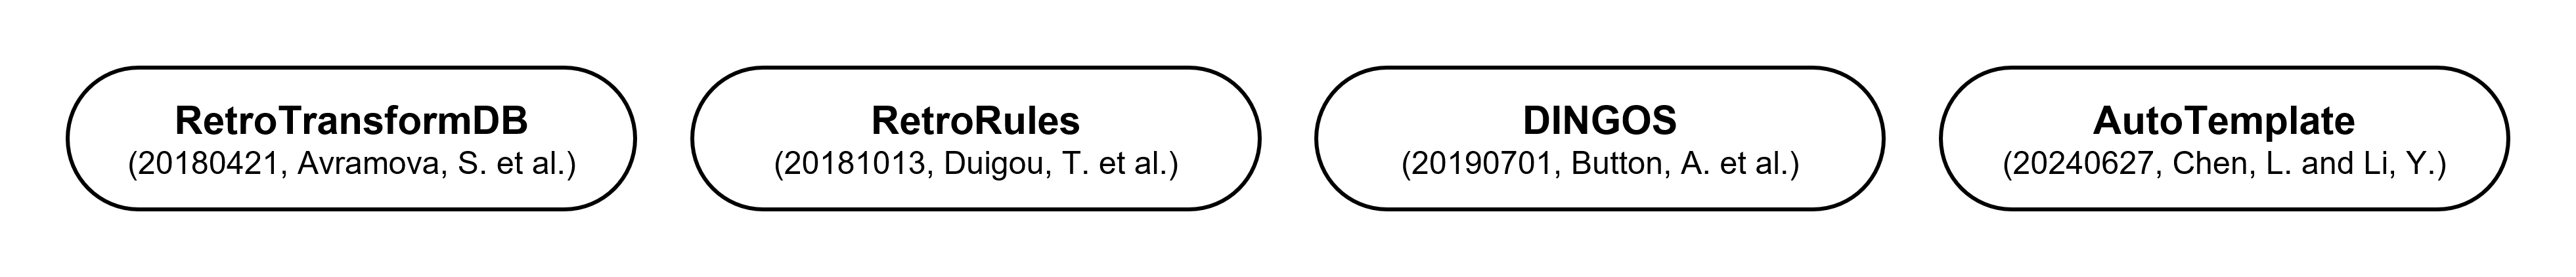 RetroTransformDB
(20180421, Avramova, S. et al.)
RetroRules
(20181013, Duigou, T. et al.)
DINGOS
(20190701, Button, A. et al.)
AutoTemplate
(20240627, Chen, L. and Li, Y.)